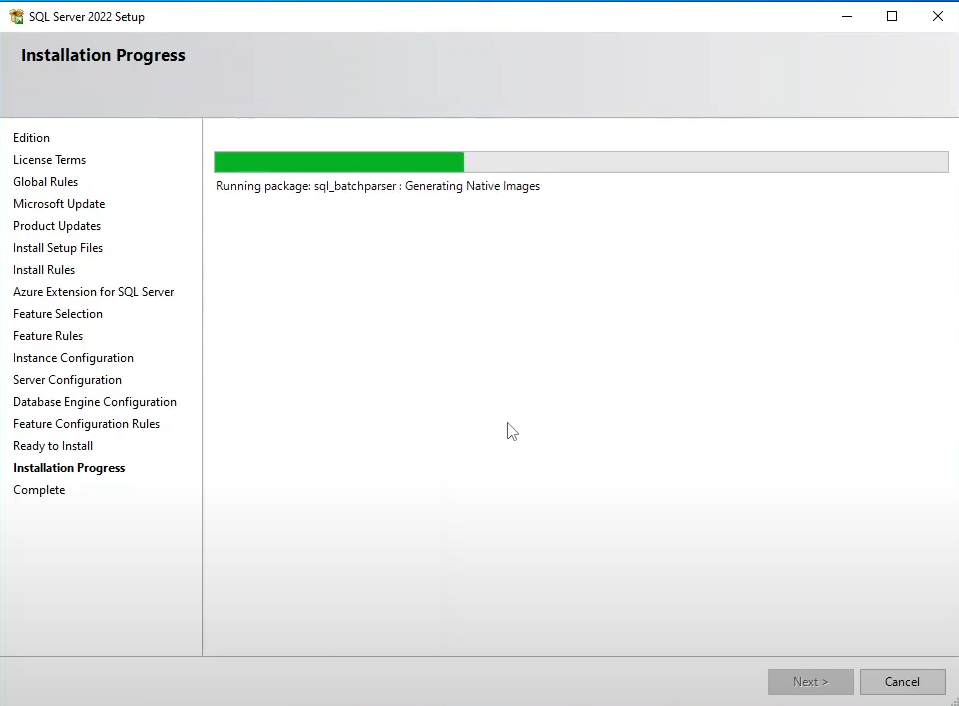 SQL Server 2022 Setup
Installation Progress
Edition
License Terms
Global Rules
Microsoft Update
Product Updates
Install Setup Files
Install Rules
Azure Extension for SQL Server
Feature Selection
Feature Rules
Instance Configuration
Server Configuration
Database Engine Configuration
Feature Configuration Rules
Ready to Install
Installation Progress
Complete
Running package: sql_batchparser : Generating Native Images
Next >
Cancel